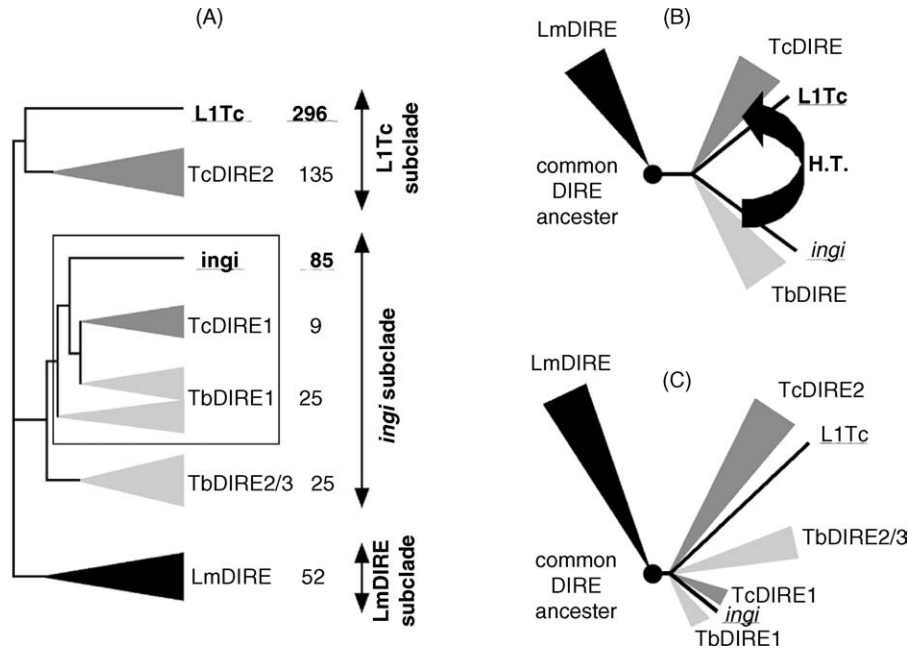 (A)
L1Tc 296
TcDIRE2 135
L1Tc
subclade
ingi 85
TcDIRE1 9
TbDIRE1 25
TbDIRE2/3 25
ingi subclade
LmDIRE 52
LmDIRE
subclade
(B)
LmDIRE
TcDIRE
L1Tc
H.T.
common
DIRE
ancester
ingi
TbDIRE
(C)
LmDIRE
TcDIRE2
L1Tc
TbDIRE2/3
common
DIRE
ancester
TcDIRE1
ingi
TbDIRE1